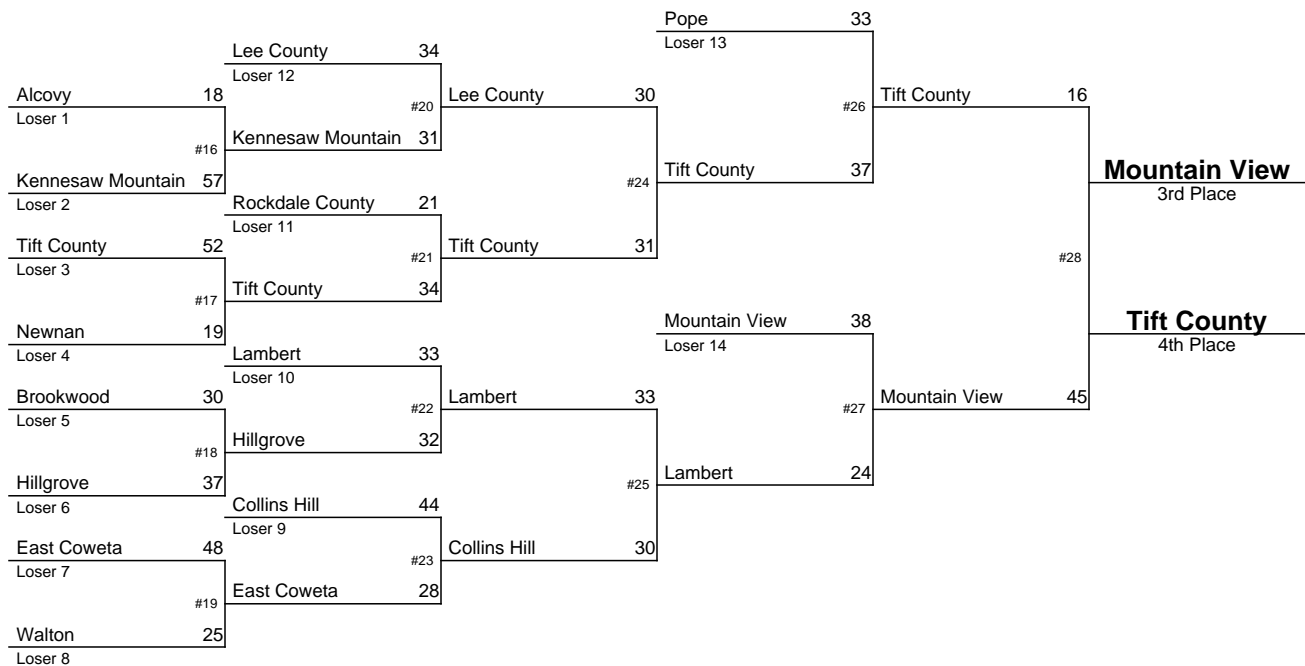 Pope 33
Loser 13
Lee County 34
Loser 12
Alcovy 18
Loser 1
#20
Lee County 30
#26
Tift County 16
Kennesaw Mountain 31
#16
Kennesaw Mountain 57
Loser 2
#24
Tift County 37
Mountain View
3rd Place
Rockdale County 21
Loser 11
Tift County 52
Loser 3
#21
Tift County 31
#28
#17
Tift County 34
Newnan 19
Loser 4
Mountain View 38
Loser 14
Tift County
4th Place
Lambert 33
Loser 10
Brookwood 30
Loser 5
#22
Lambert 33
#27
Mountain View 45
#18
Hillgrove 32
Hillgrove 37
Loser 6
#25
Lambert 24
Collins Hill 44
Loser 9
East Coweta 48
Loser 7
#23
Collins Hill 30
#19
East Coweta 28
Walton 25
Loser 8